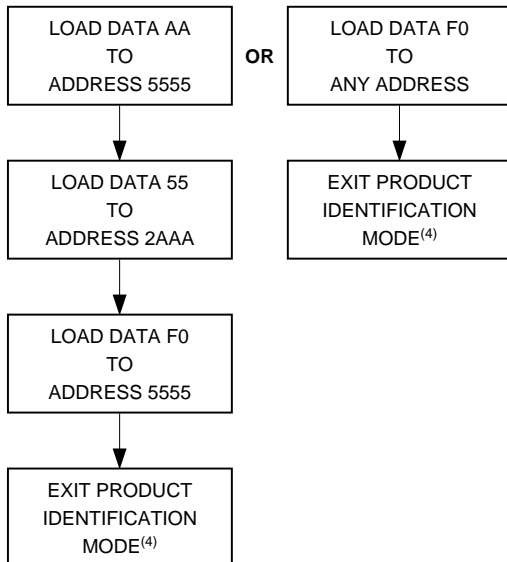 LOAD DATA AA
TO
ADDRESS 5555
LOAD DATA 55
TO
ADDRESS 2AAA
LOAD DATA F0
TO
ADDRESS 5555
EXIT PRODUCT
IDENTIFICATION
MODE(4)
OR
LOAD DATA F0
TO
ANY ADDRESS
EXIT PRODUCT
IDENTIFICATION
MODE(4)